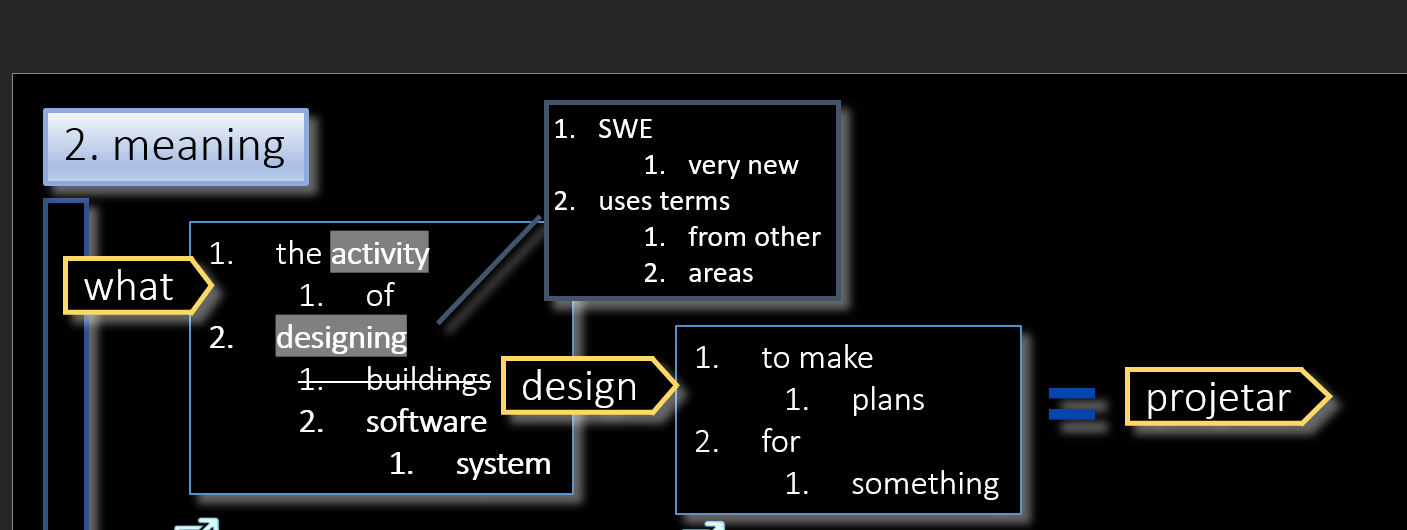 2. meaning
1. SWE
1. very new
2. uses terms
1. from other
2. areas
what
1. the activity
1. of
2. designing
1. buildings
2. software
1. system
design
1. to make
1. plans
2. for
1. something
projetar